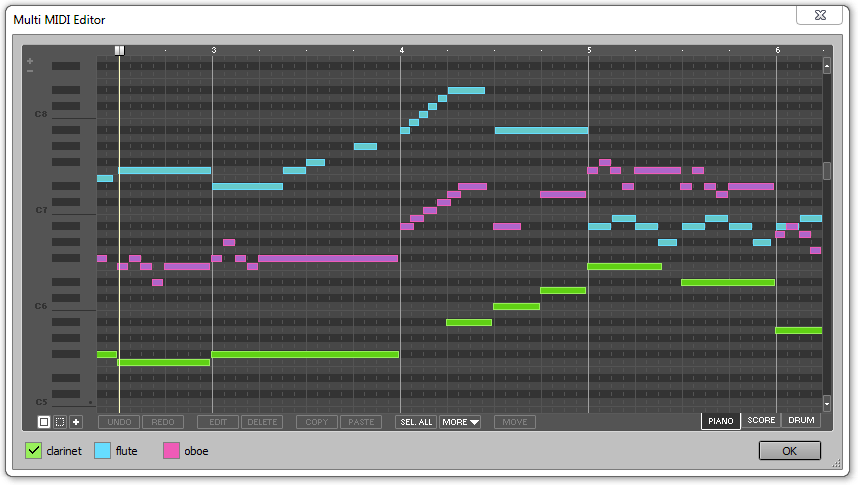 Multi MIDI Editor
3 4 5 6
C8
C7
C6
C5
UNDO REDO EDIT DELETE COPY PASTE SEL. ALL MORE MOVE PIANO SCORE DRUM
clarinet flute oboe OK